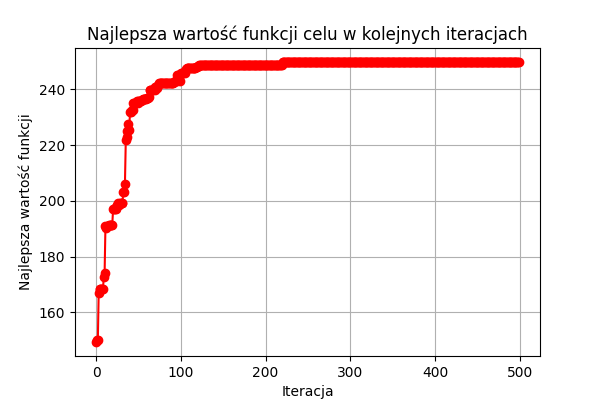 Najlepsza wartość funkcji celu w kolejnych iteracjach
Najlepsza wartość funkcji
240
220
200
180
160
0 100 200 300 400 500
Iteracja